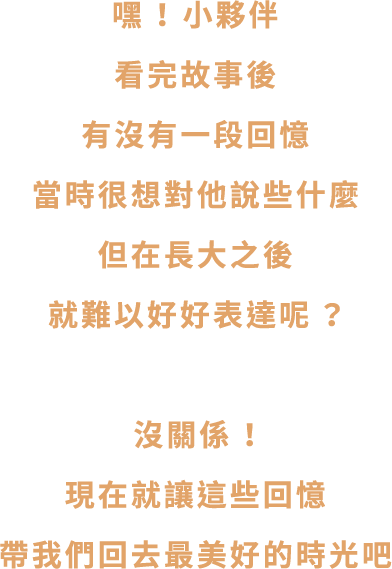 嘿！小夥伴
看完故事後
有沒有一段回憶
當時很想對他說些什麼
但在長大之後
就難以好好表達呢？
沒關係！
現在就讓這些回憶
帶我們回去最美好的時光吧